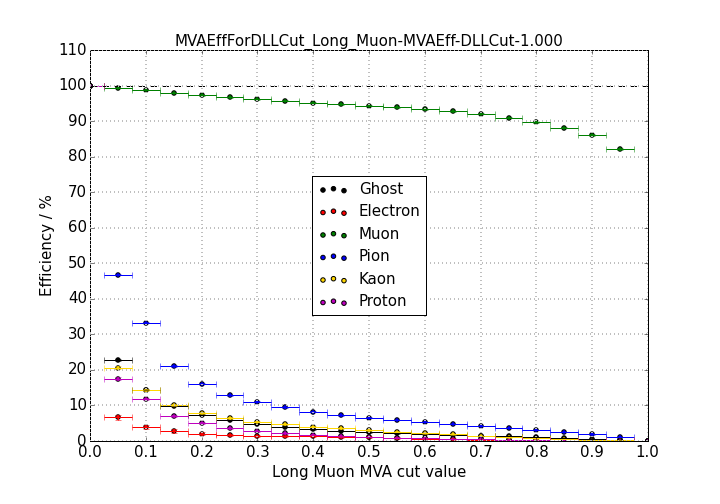 MVAEffForDLLCut_Long_Muon-MVAEff-DLLCut-1.000
110
100
90
80
70
60
50
40
30
20
10
0
Efficiency / %
Ghost
Electron
Muon
Pion
Kaon
Proton
0.0 0.1 0.2 0.3 0.4 0.5 0.6 0.7 0.8 0.9 1.0
Long Muon MVA cut value